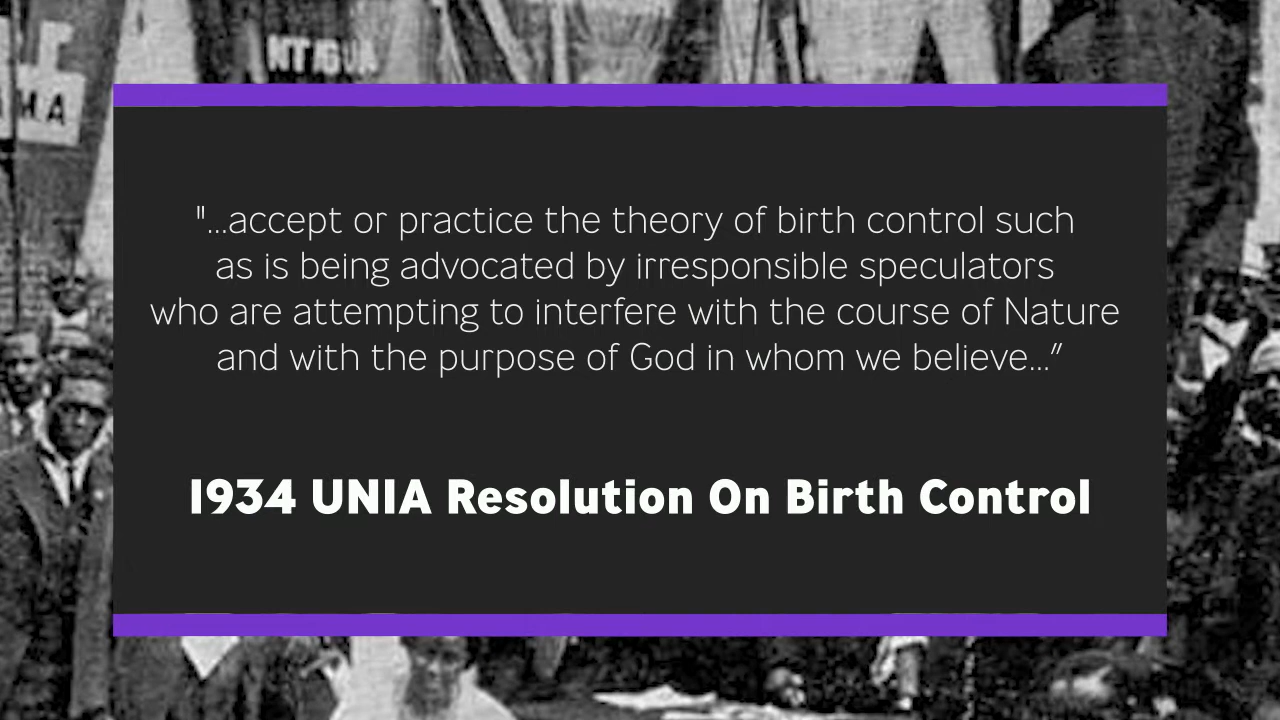 "...accept or practice the theory of birth control such
as is being advocated by irresponsible speculators
who are attempting to interfere with the course of Nature
and with the purpose of God in whom we believe...”
1934 UNIA Resolution On Birth Control